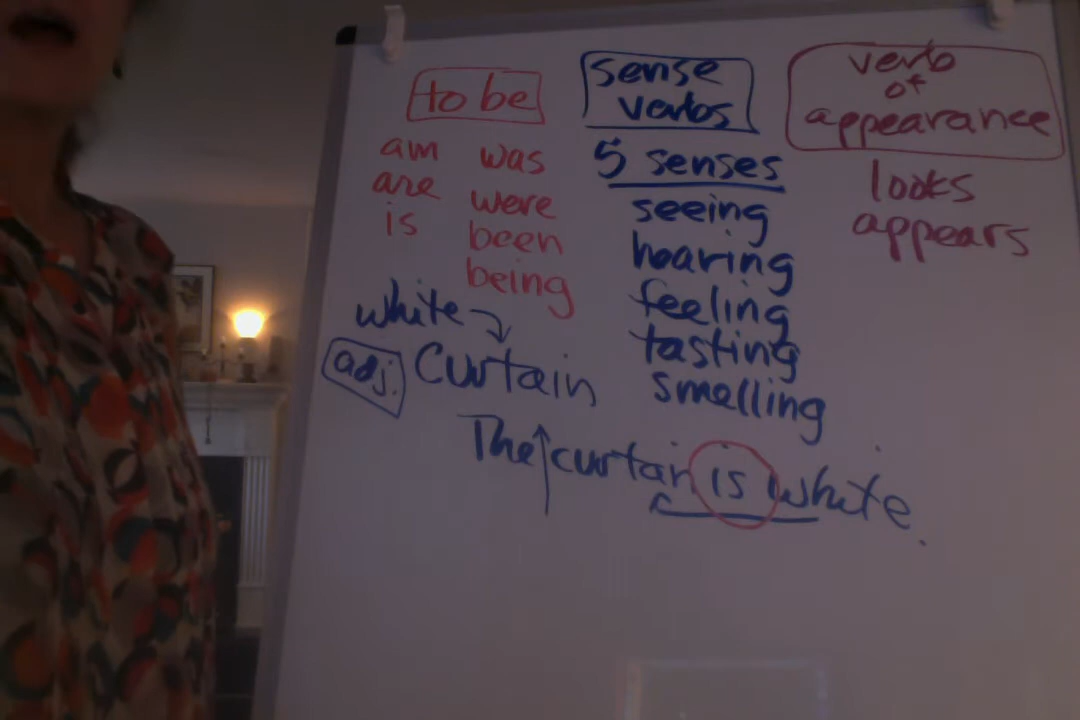 to be
am was
are were
is been
being
sense
verbs
5 senses
seeing
hearing
feeling
tasting
smelling
verb
of
appearance
looks
appears
white
adj. Curtain
The curtain is white.